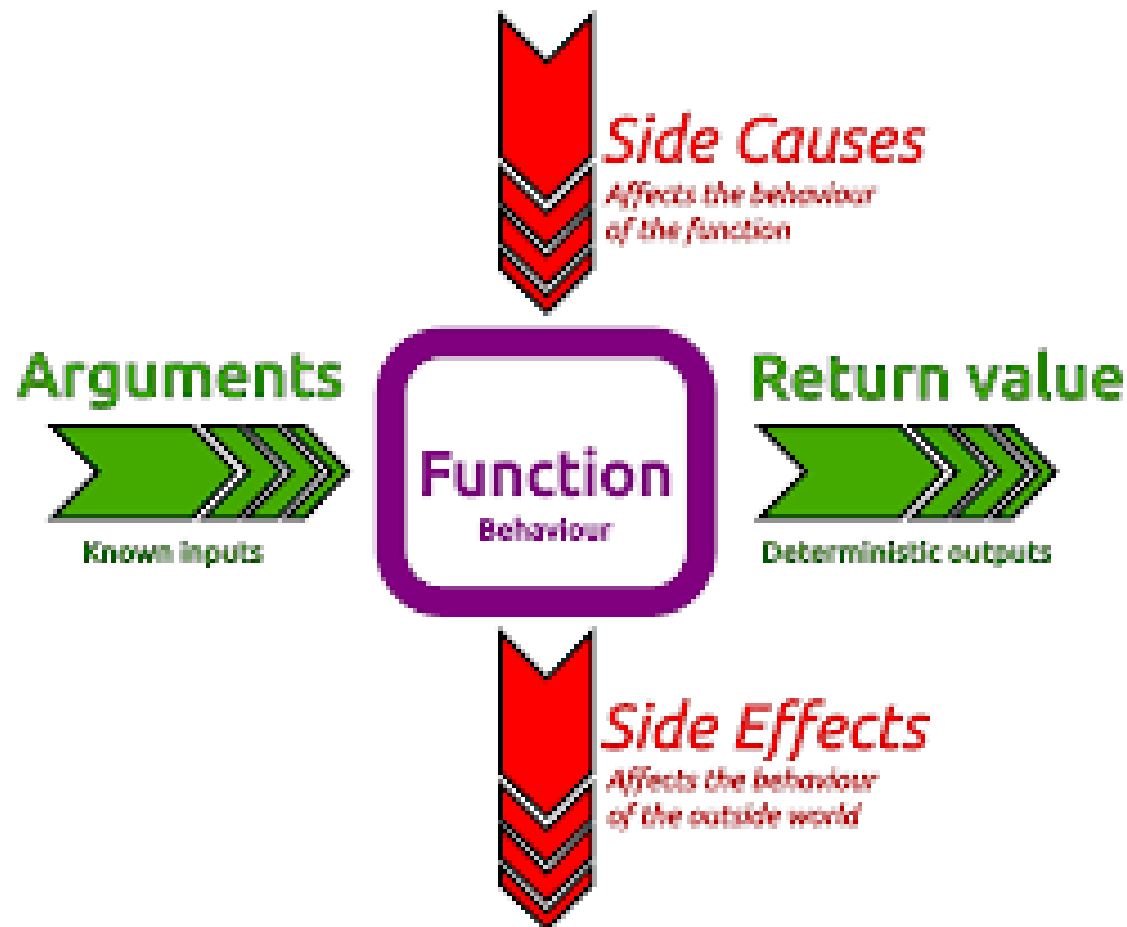 Side Causes
Affects the behaviour
of the function
Arguments
Known inputs
Function
Behaviour
Return value
Deterministic outputs
Side Effects
Affects the behaviour
of the outside world